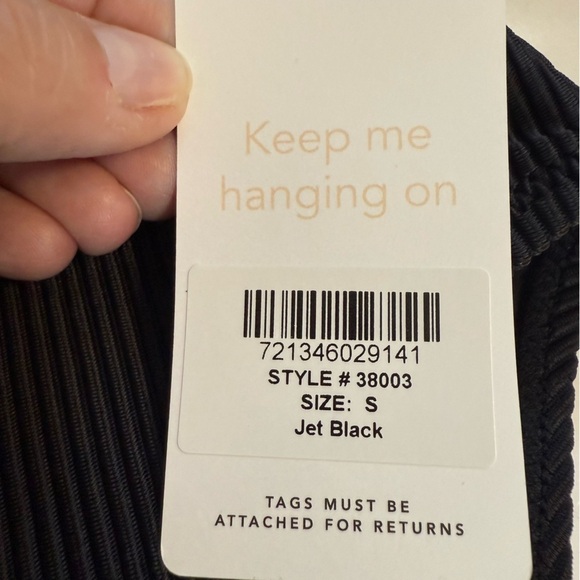 Keep me
hanging on
721346029141
STYLE # 38003
SIZE: S
Jet Black
TAGS MUST BE
ATTACHED FOR RETURNS